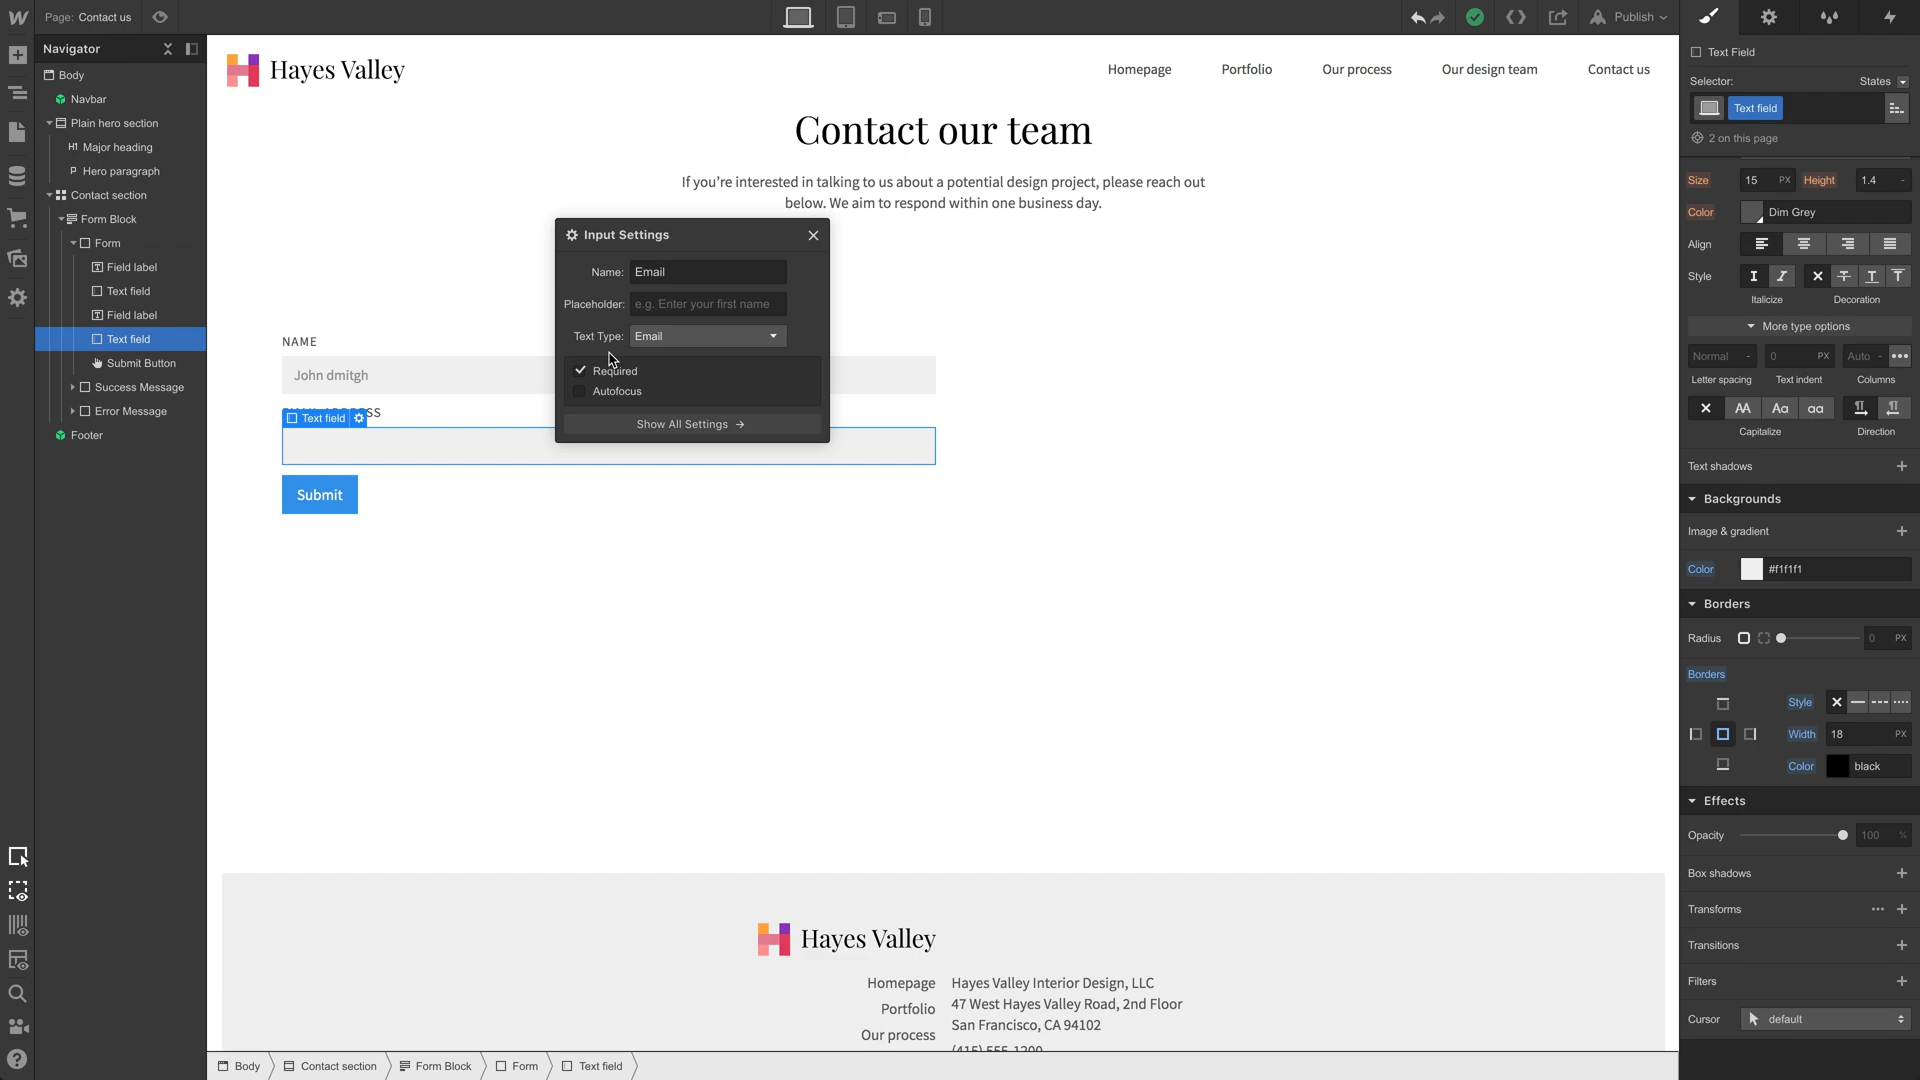 Page: Contact us
Publish
Navigator
Body
Navbar
Plain hero section
H1 Major heading
P Hero paragraph
Contact section
Form Block
Form
Field label
Text field
Field label
Text field
Submit Button
Success Message
Error Message
Footer
Hayes Valley
Homepage
Portfolio
Our process
Our design team
Contact us
Contact our team
If you’re interested in talking to us about a potential design project, please reach out
below. We aim to respond within one business day.
Input Settings
Name: Email
Placeholder: e.g. Enter your first name
Text Type: Email
Required
Autofocus
Show All Settings
NAME
John dmitgh
Text field
Submit
Hayes Valley
Homepage
Portfolio
Our process
Hayes Valley Interior Design, LLC
47 West Hayes Valley Road, 2nd Floor
San Francisco, CA 94102
(415) 555-1200
Body
Contact section
Form Block
Form
Text field
Text Field
Selector:
States
Text field
2 on this page
Size 15 PX Height 1.4 -
Color Dim Grey
Align
Style
Italicize Decoration
More type options
Normal - 0 PX Auto -
Letter spacing Text indent Columns
AA Aa aa
Capitalize Direction
Text shadows
Backgrounds
Image & gradient
Color #f1f1f1
Borders
Radius 0 PX
Borders
Style
Width 18 PX
Color black
Effects
Opacity 100 %
Box shadows
Transforms
Transitions
Filters
Cursor default